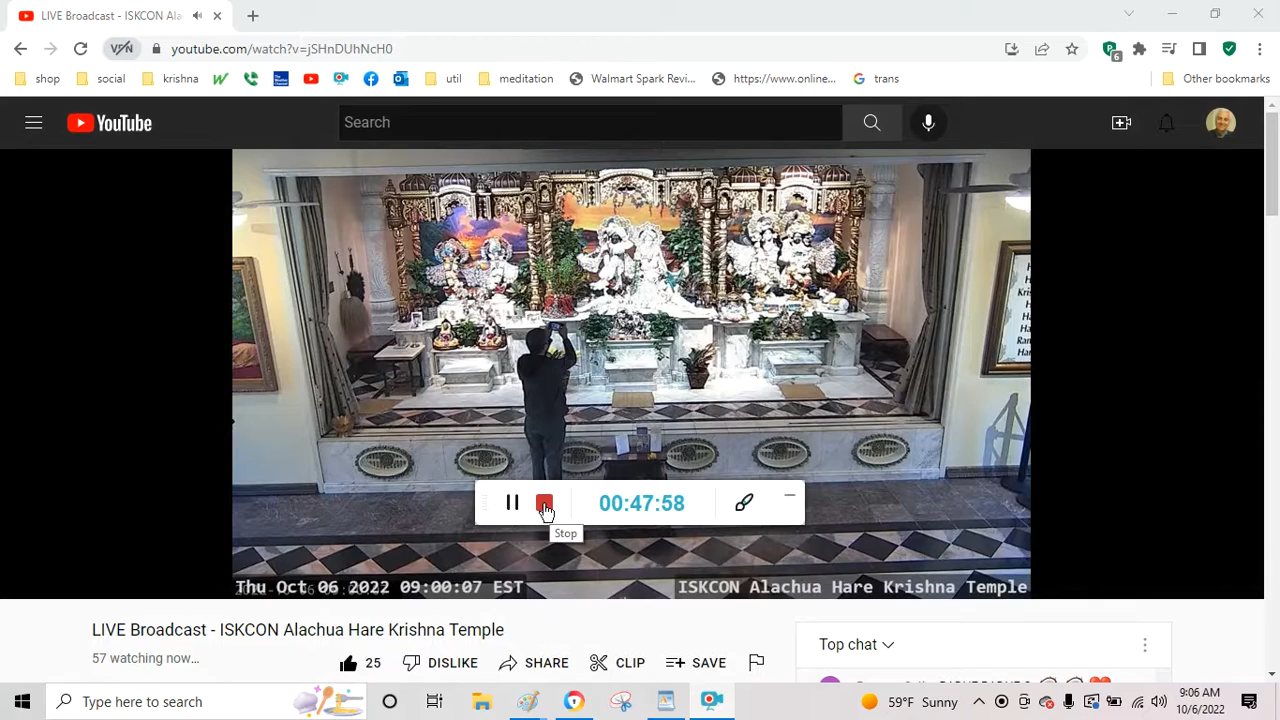 LIVE Broadcast - ISKCON Ala
VPN youtube.com/watch?v=jSHnDUhNcH0
6
shop social krishna util meditation Walmart Spark Revi... https://www.online... trans Other bookmarks
YouTube Search
00:47:58
Stop
Thu Oct 06 2022 09:00:07 EST ISKCON Alachua Hare Krishna Temple
LIVE Broadcast - ISKCON Alachua Hare Krishna Temple
57 watching now...
25 DISLIKE SHARE CLIP SAVE
Top chat
Type here to search
59°F Sunny
9:06 AM
10/6/2022